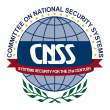 COMMITTEE ON NATIONAL SECURITY SYSTEMS
CNSS
SYSTEMS SECURITY FOR THE 21ST CENTURY